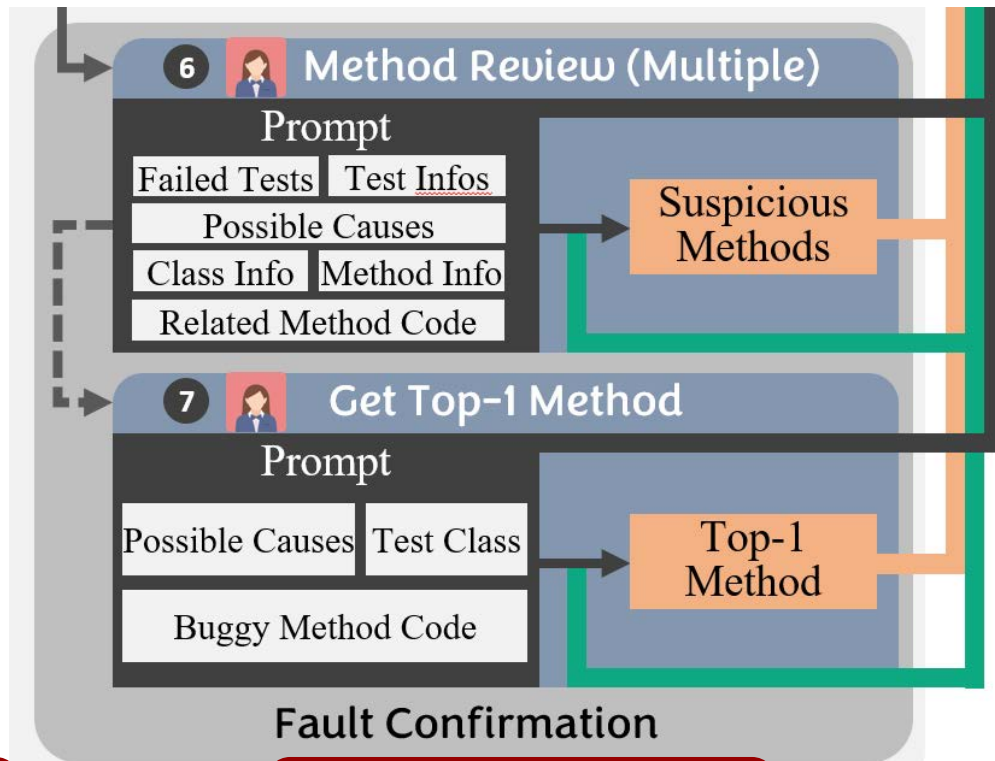 6 Method Review (Multiple)
Prompt
Failed Tests Test Infos
Possible Causes
Class Info Method Info
Related Method Code
Suspicious
Methods
7 Get Top-1 Method
Prompt
Possible Causes Test Class
Buggy Method Code
Top-1
Method
Fault Confirmation